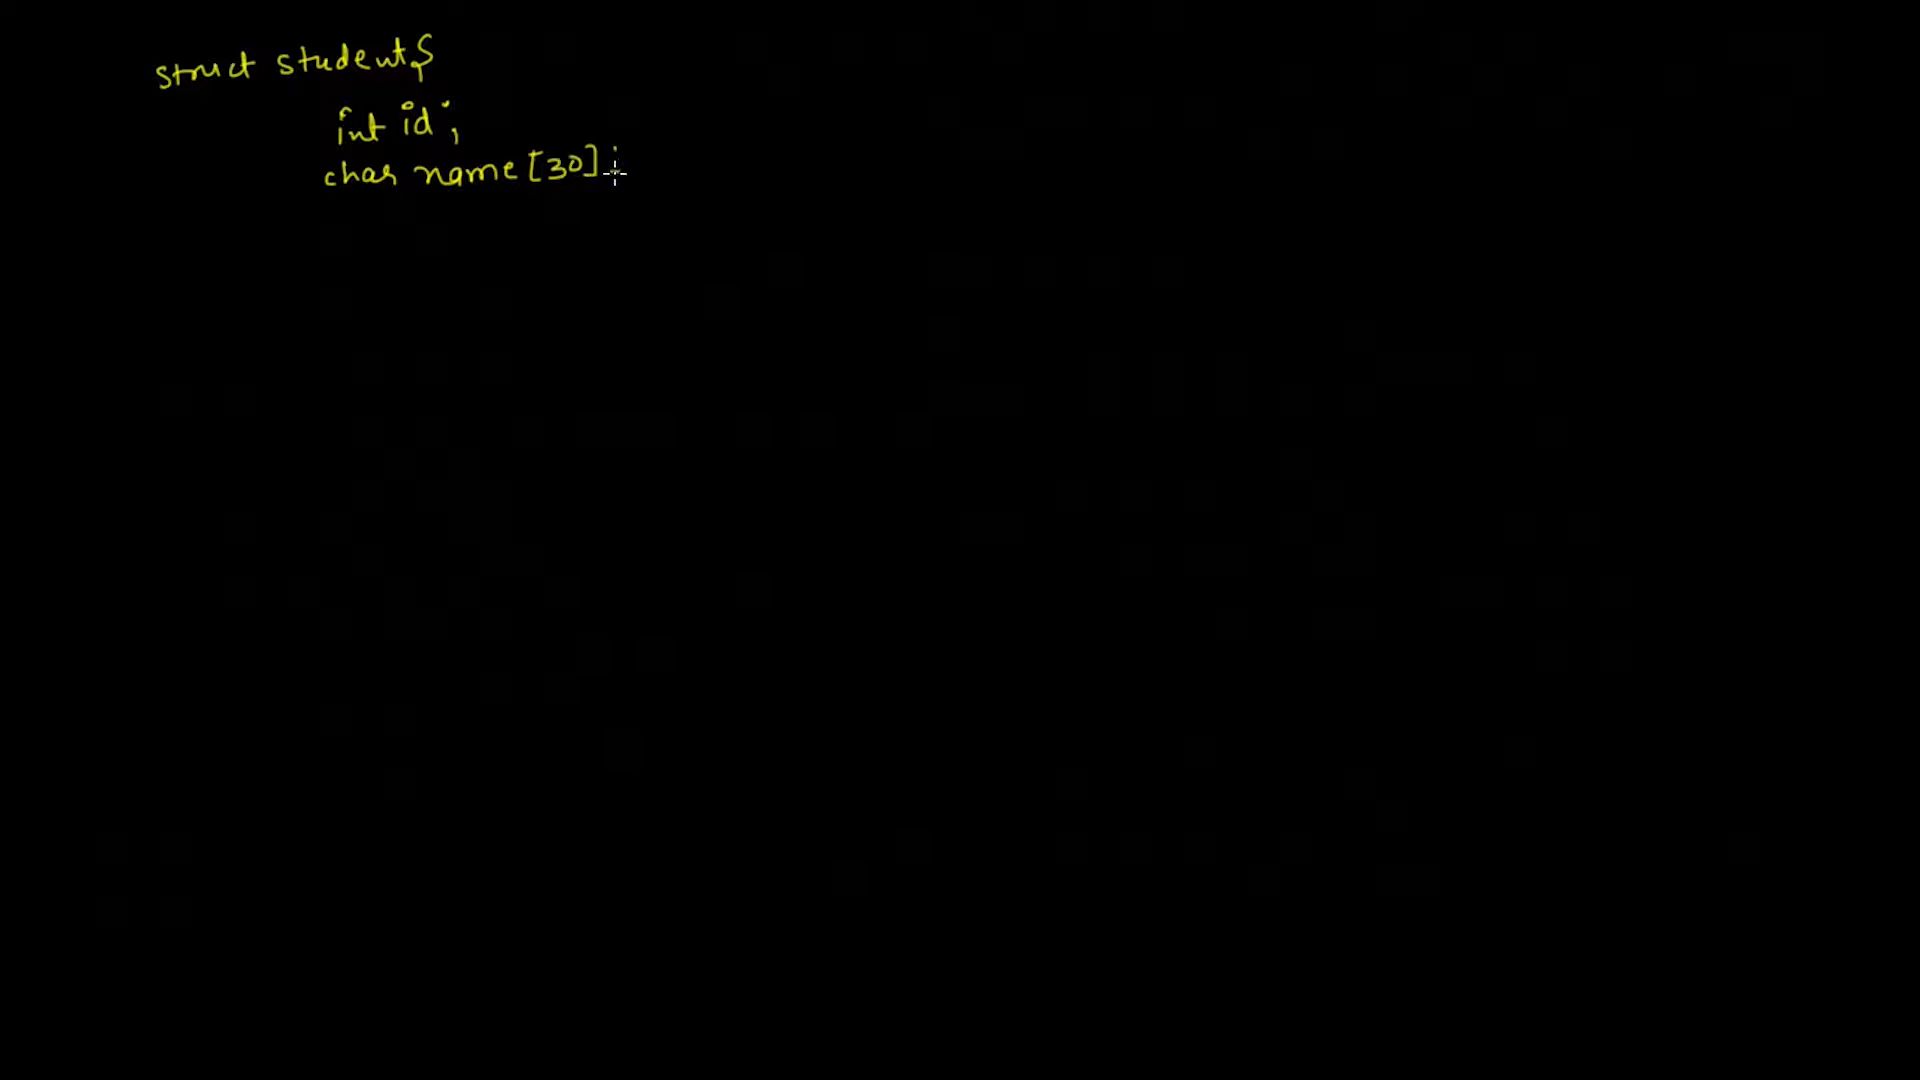 struct student{
int id;
char name[30];